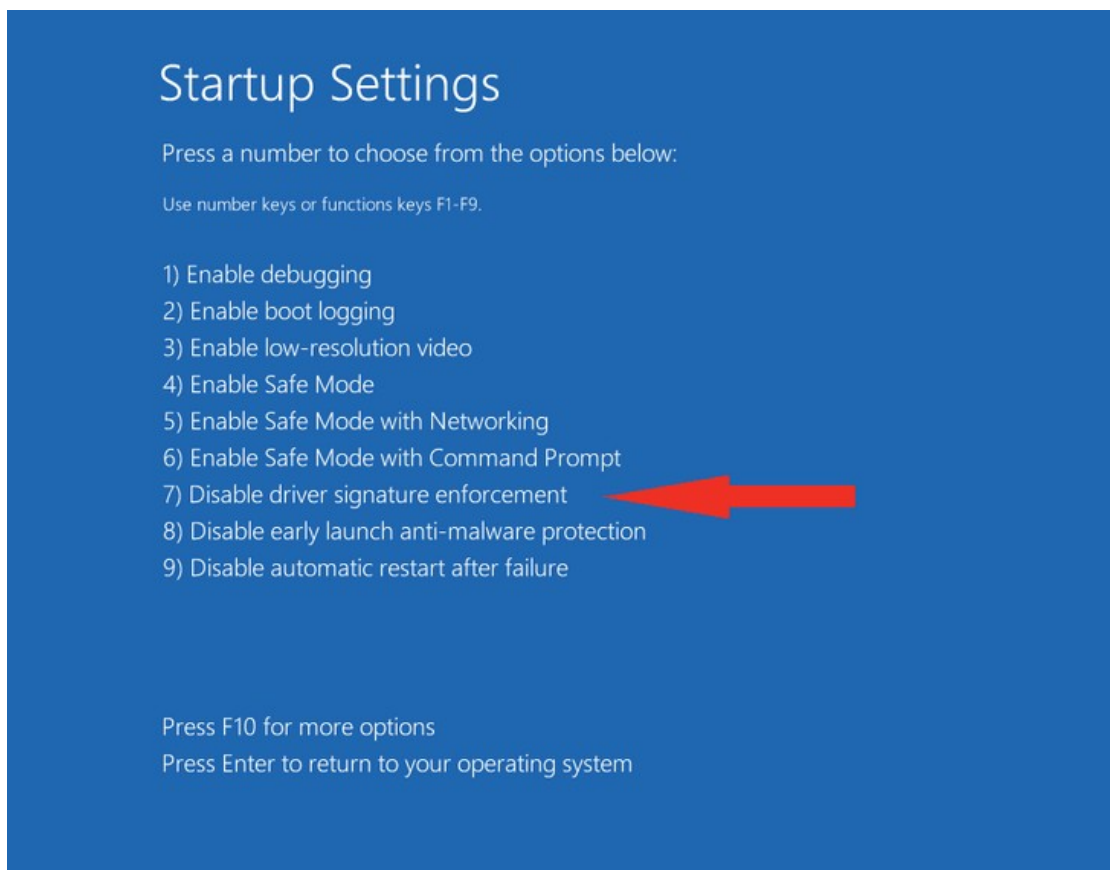 Startup Settings
Press a number to choose from the options below:
Use number keys or functions keys F1-F9.
1) Enable debugging
2) Enable boot logging
3) Enable low-resolution video
4) Enable Safe Mode
5) Enable Safe Mode with Networking
6) Enable Safe Mode with Command Prompt
7) Disable driver signature enforcement
8) Disable early launch anti-malware protection
9) Disable automatic restart after failure
Press F10 for more options
Press Enter to return to your operating system